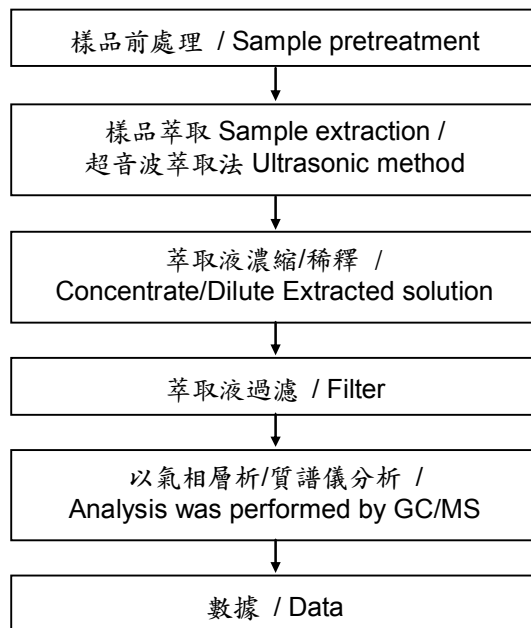 樣品前處理 / Sample pretreatment
樣品萃取 Sample extraction /
超音波萃取法 Ultrasonic method
萃取液濃縮/稀釋 /
Concentrate/Dilute Extracted solution
萃取液過濾 / Filter
以氣相層析/質譜儀分析 /
Analysis was performed by GC/MS
數據 / Data